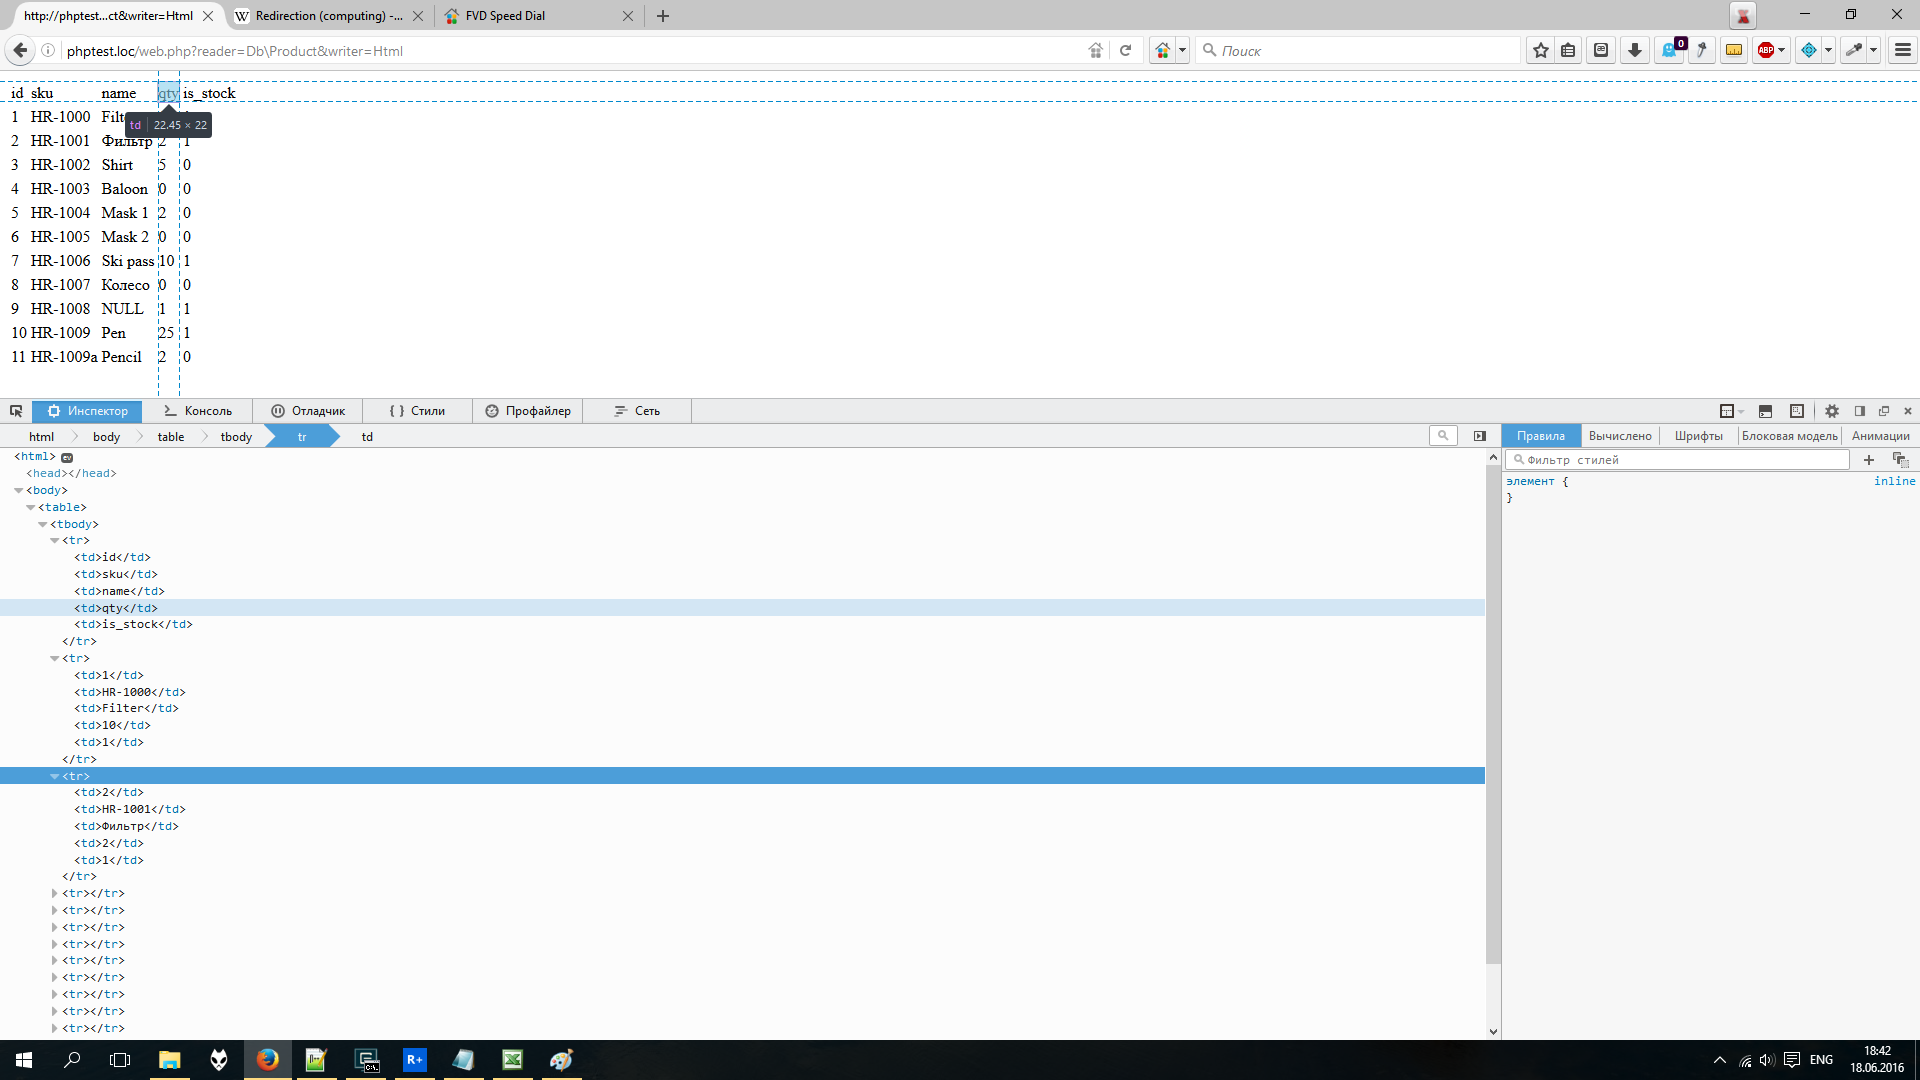 http://phptest...ct&writer=Html
Redirection (computing) -...
FVD Speed Dial
phptest.loc/web.php?reader=Db\Product&writer=Html
Поиск
0
ABP
id sku name qty is_stock
1 HR-1000 Filt
td 22.45 × 22
2 HR-1001 Фильтр 2 1
3 HR-1002 Shirt 5 0
4 HR-1003 Baloon 0 0
5 HR-1004 Mask 1 2 0
6 HR-1005 Mask 2 0 0
7 HR-1006 Ski pass 10 1
8 HR-1007 Колесо 0 0
9 HR-1008 NULL 1 1
10 HR-1009 Pen 25 1
11 HR-1009a Pencil 2 0
Инспектор Консоль Отладчик { } Стили Профайлер Сеть
html body table tbody tr td
Правила Вычислено Шрифты Блоковая модель Анимации
Фильтр стилей
элемент { inline
}
<html> ev
<head></head>
<body>
<table>
<tbody>
<tr>
<td>id</td>
<td>sku</td>
<td>name</td>
<td>qty</td>
<td>is_stock</td>
</tr>
<tr>
<td>1</td>
<td>HR-1000</td>
<td>Filter</td>
<td>10</td>
<td>1</td>
</tr>
<tr>
<td>2</td>
<td>HR-1001</td>
<td>Фильтр</td>
<td>2</td>
<td>1</td>
</tr>
<tr></tr>
<tr></tr>
<tr></tr>
<tr></tr>
<tr></tr>
<tr></tr>
<tr></tr>
<tr></tr>
<tr></tr>
R+
ENG
18:42
18.06.2016